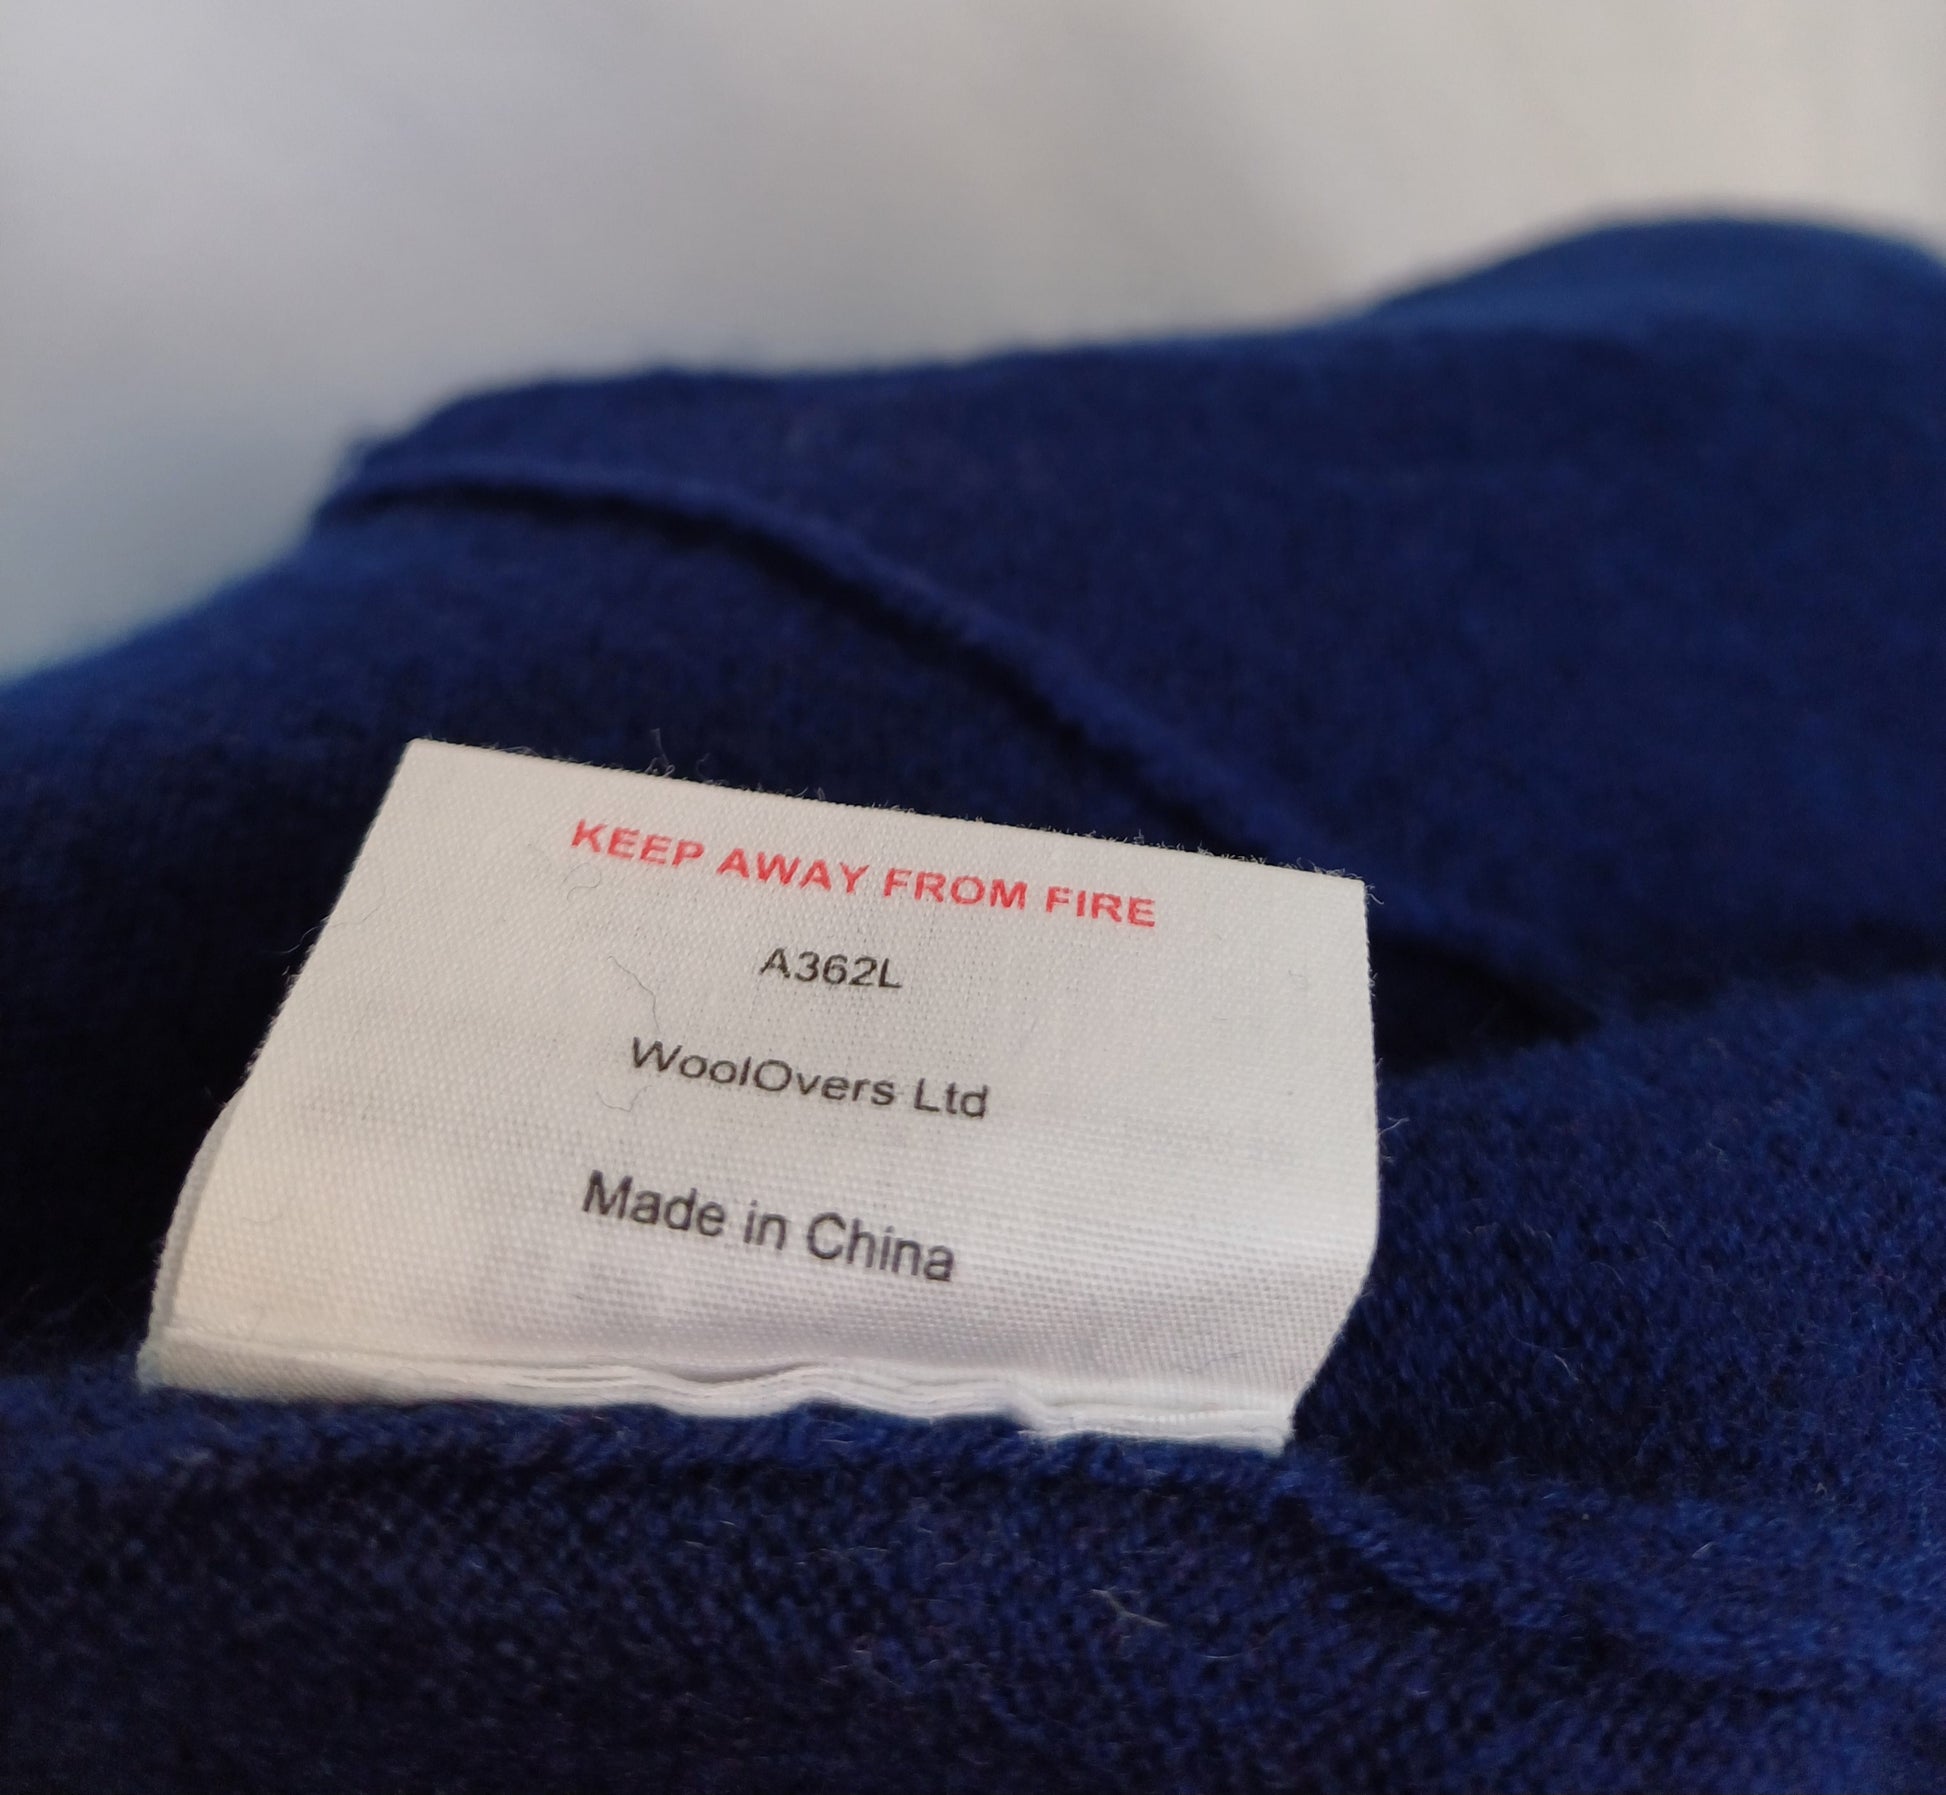 KEEP AWAY FROM FIRE
A362L
WoolOvers Ltd
Made in China